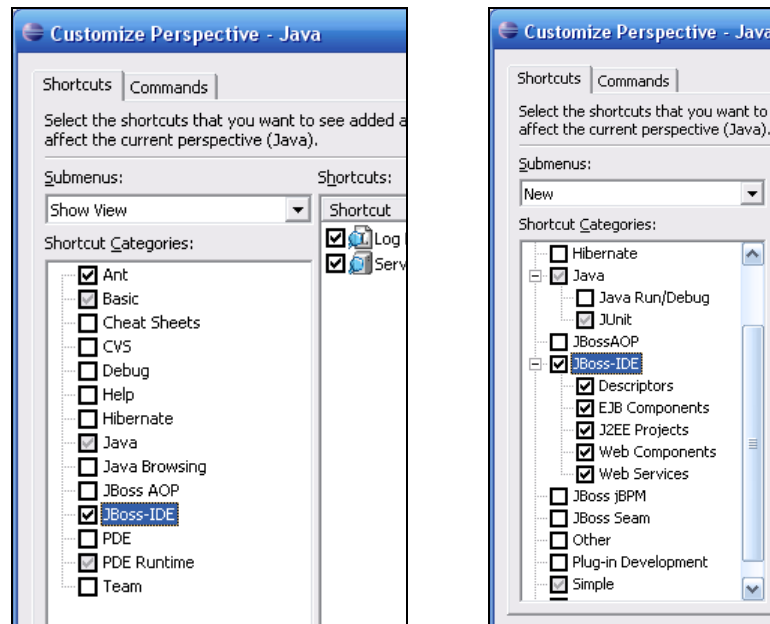 Customize Perspective - Java
Shortcuts Commands
Select the shortcuts that you want to see added a
affect the current perspective (Java).
Submenus: Shortcuts:
Show View Shortcut
Shortcut Categories:
Log
Serv
Ant
Basic
Cheat Sheets
CVS
Debug
Help
Hibernate
Java
Java Browsing
JBoss AOP
JBoss-IDE
PDE
PDE Runtime
Team
Customize Perspective - Java
Shortcuts Commands
Select the shortcuts that you want to
affect the current perspective (Java).
Submenus:
New
Shortcut Categories:
Hibernate
Java
Java Run/Debug
JUnit
JBossAOP
JBoss-IDE
Descriptors
EJB Components
J2EE Projects
Web Components
Web Services
JBoss jBPM
JBoss Seam
Other
Plug-in Development
Simple